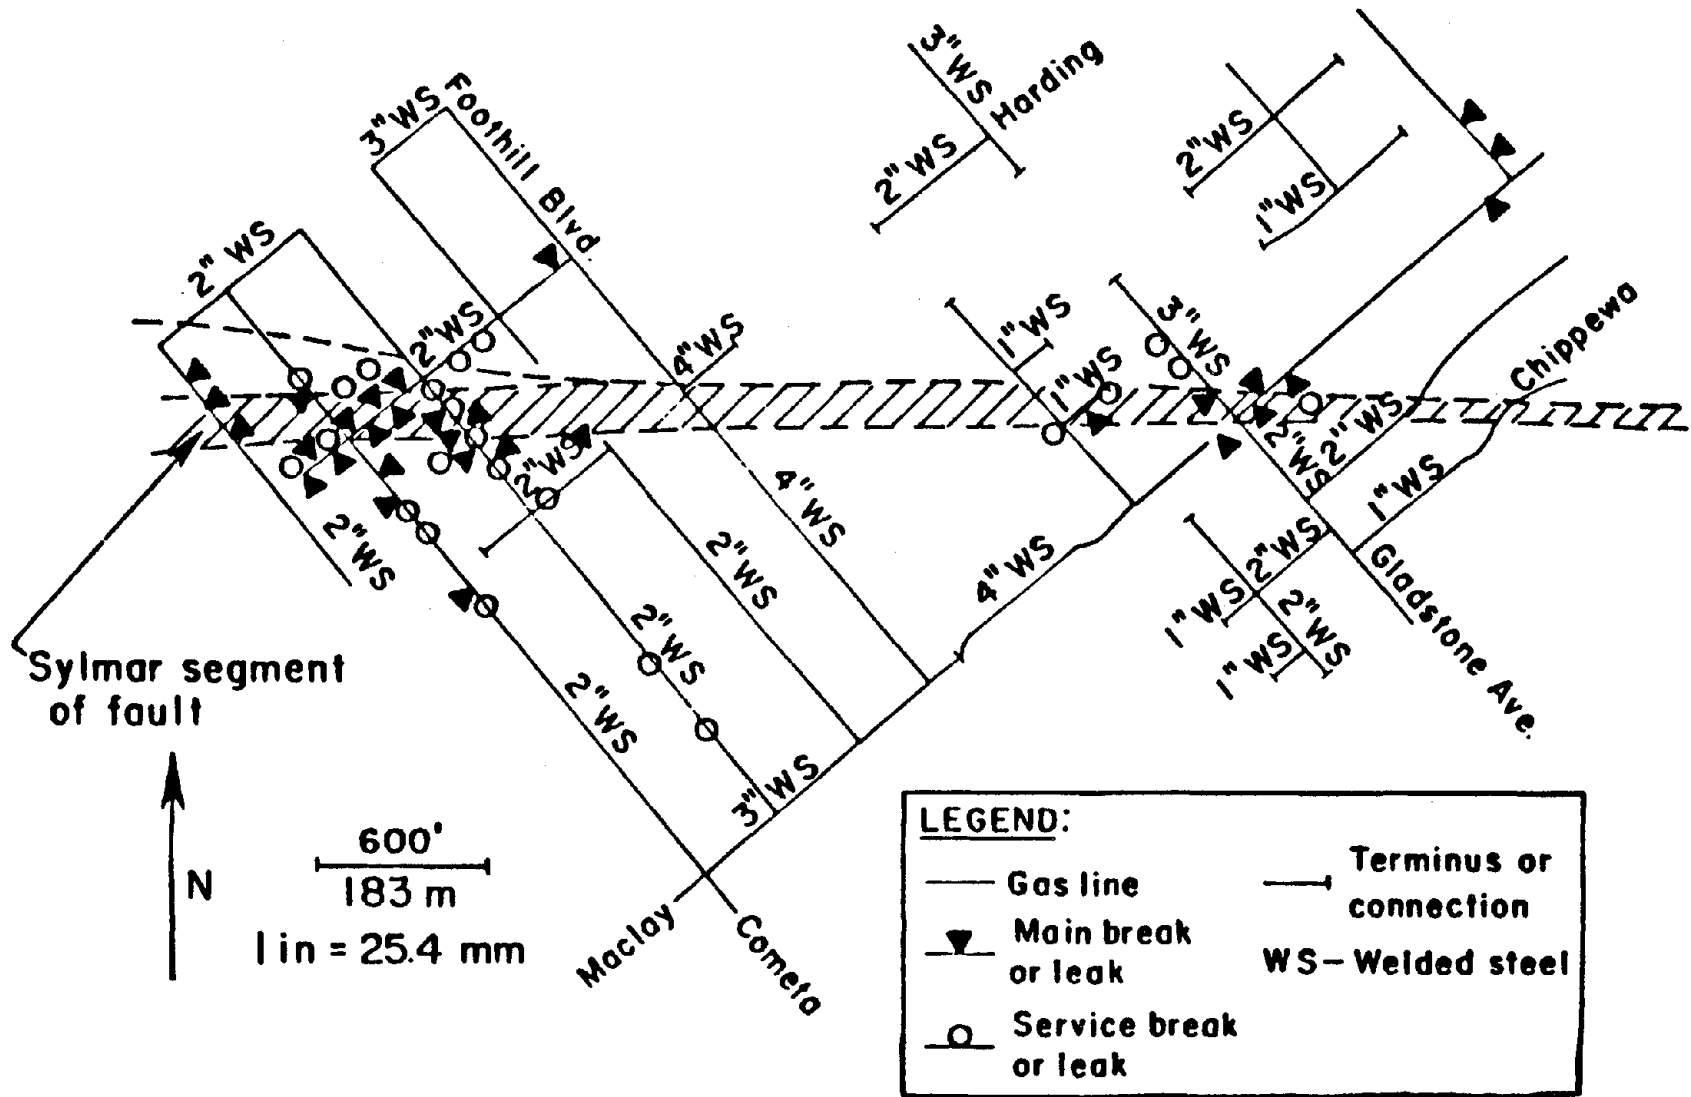 3"WS
Foothill Blvd.
3"WS
Harding
2"WS
2"WS
1"WS
2" WS
2"WS
4"WS
1"WS
1"WS
3"WS
2"WS
2"WS
Chippewa
1"WS
2"WS
2"WS
2"WS
4"WS
4"WS
2"WS
2"WS
1"WS
2"WS
1"WS
Gladstone Ave.
2"WS
2"WS
3"WS
Sylmar segment
of fault
N
600'
183 m
1 in = 25.4 mm
Maclay
Cometa
LEGEND:
Gas line
Main break
or leak
Service break
or leak
Terminus or
connection
WS-Welded steel